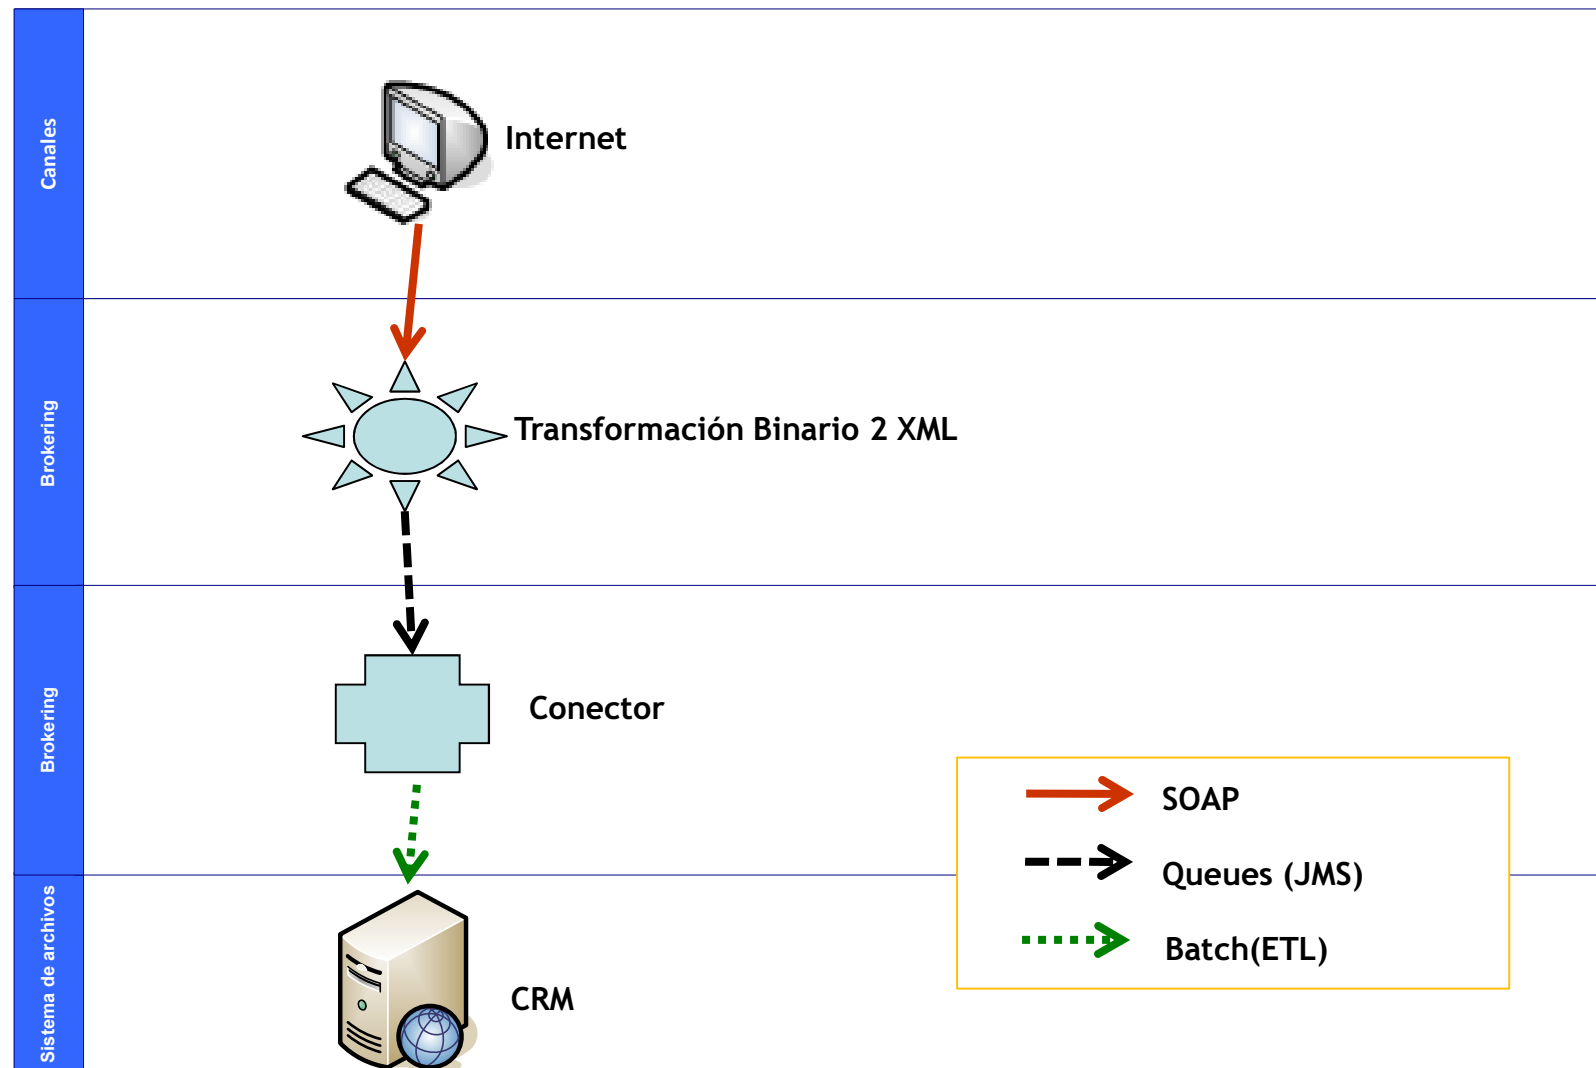 Canales
Internet
Brokering
Transformación Binario 2 XML
Brokering
Conector
SOAP
Queues (JMS)
Batch(ETL)
Sistema de archivos
CRM